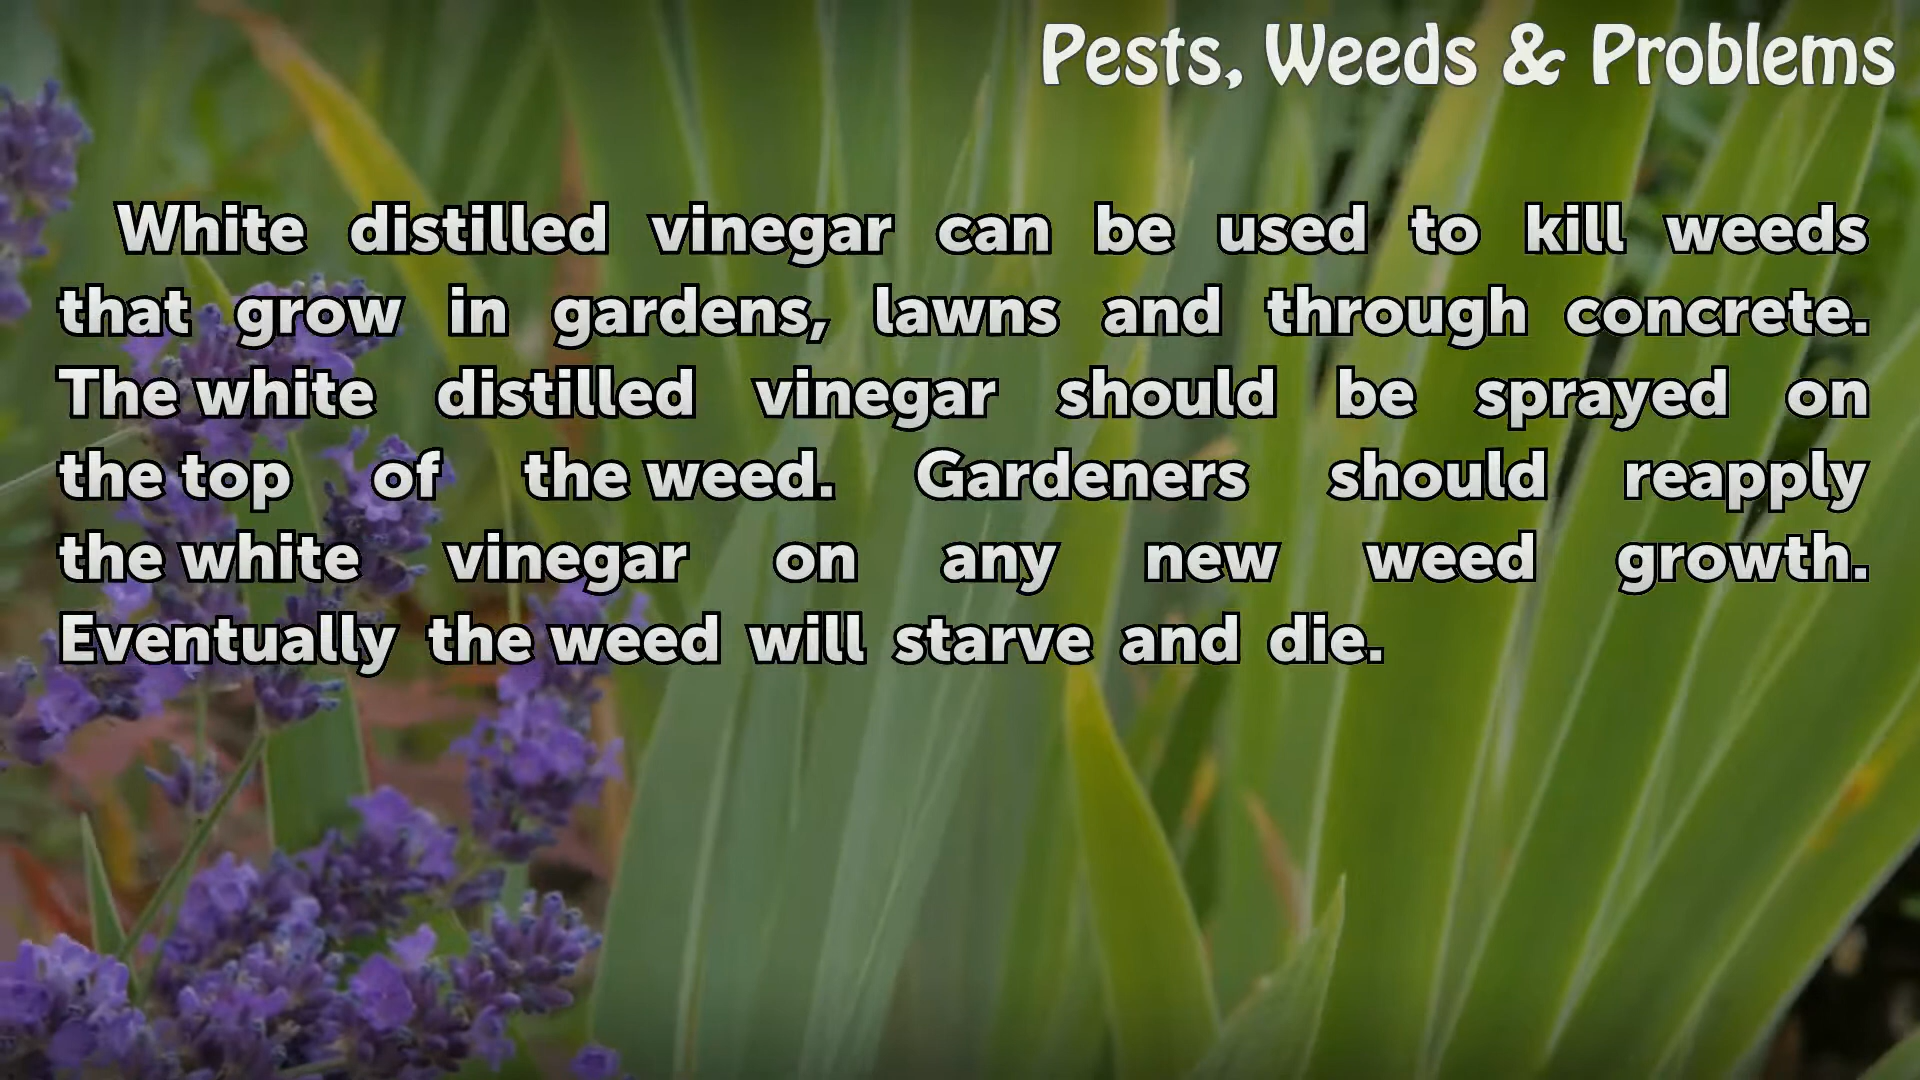 Pests, Weeds & Problems
White distilled vinegar can be used to kill weeds
that grow in gardens, lawns and through concrete.
The white distilled vinegar should be sprayed on
the top of the weed. Gardeners should reapply
the white vinegar on any new weed growth.
Eventually the weed will starve and die.